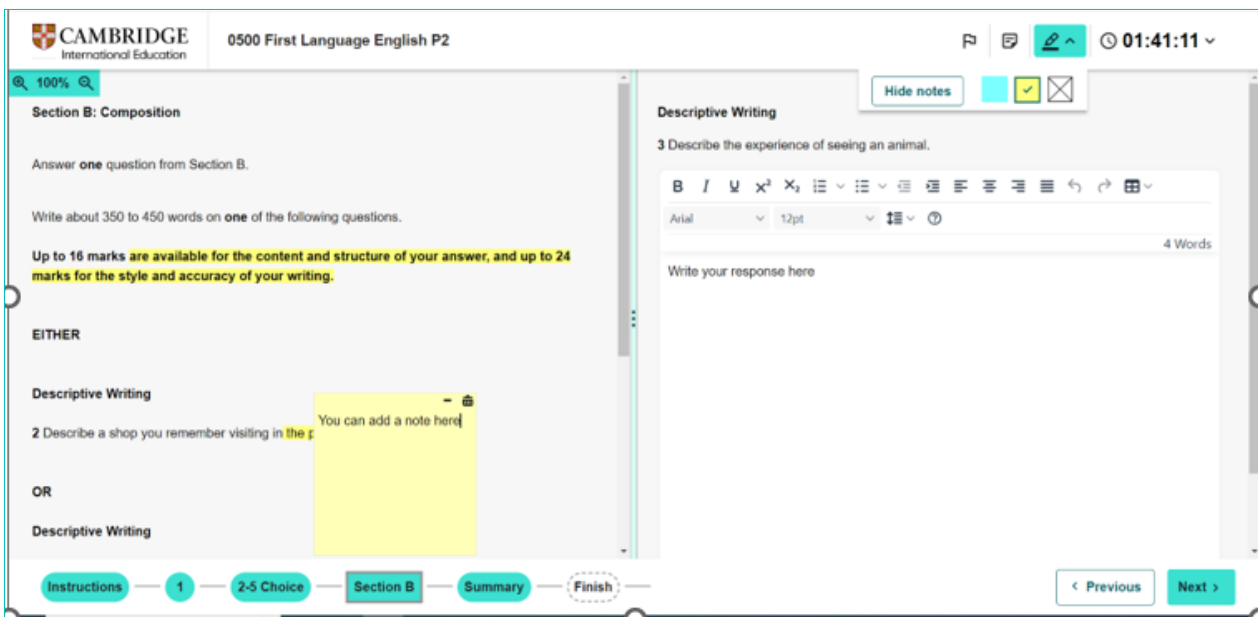 CAMBRIDGE
International Education
0500 First Language English P2
01:41:11
100%
Hide notes
Section B: Composition
Answer one question from Section B.
Write about 350 to 450 words on one of the following questions.
Up to 16 marks are available for the content and structure of your answer, and up to 24
marks for the style and accuracy of your writing.
EITHER
Descriptive Writing
2 Describe a shop you remember visiting in the
You can add a note here
OR
Descriptive Writing
Descriptive Writing
3 Describe the experience of seeing an animal.
B I U x² X₂
Arial 12pt
4 Words
Write your response here
Instructions 1 2-5 Choice Section B Summary Finish
Previous Next